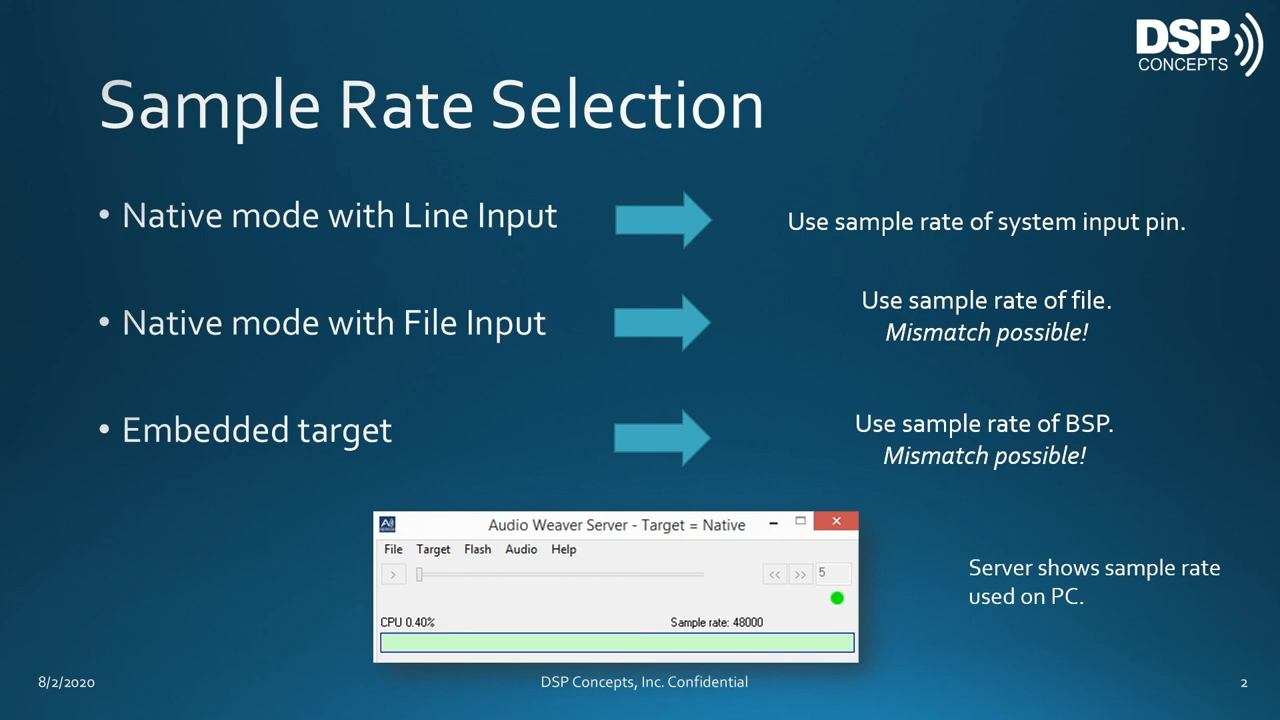 DSP
CONCEPTS
Sample Rate Selection
• Native mode with Line Input
Use sample rate of system input pin.
• Native mode with File Input
Use sample rate of file.
Mismatch possible!
• Embedded target
Use sample rate of BSP.
Mismatch possible!
Audio Weaver Server - Target = Native
File Target Flash Audio Help
> << >> 5
CPU 0.40% Sample rate: 48000
Server shows sample rate
used on PC.
8/2/2020 DSP Concepts, Inc. Confidential 2